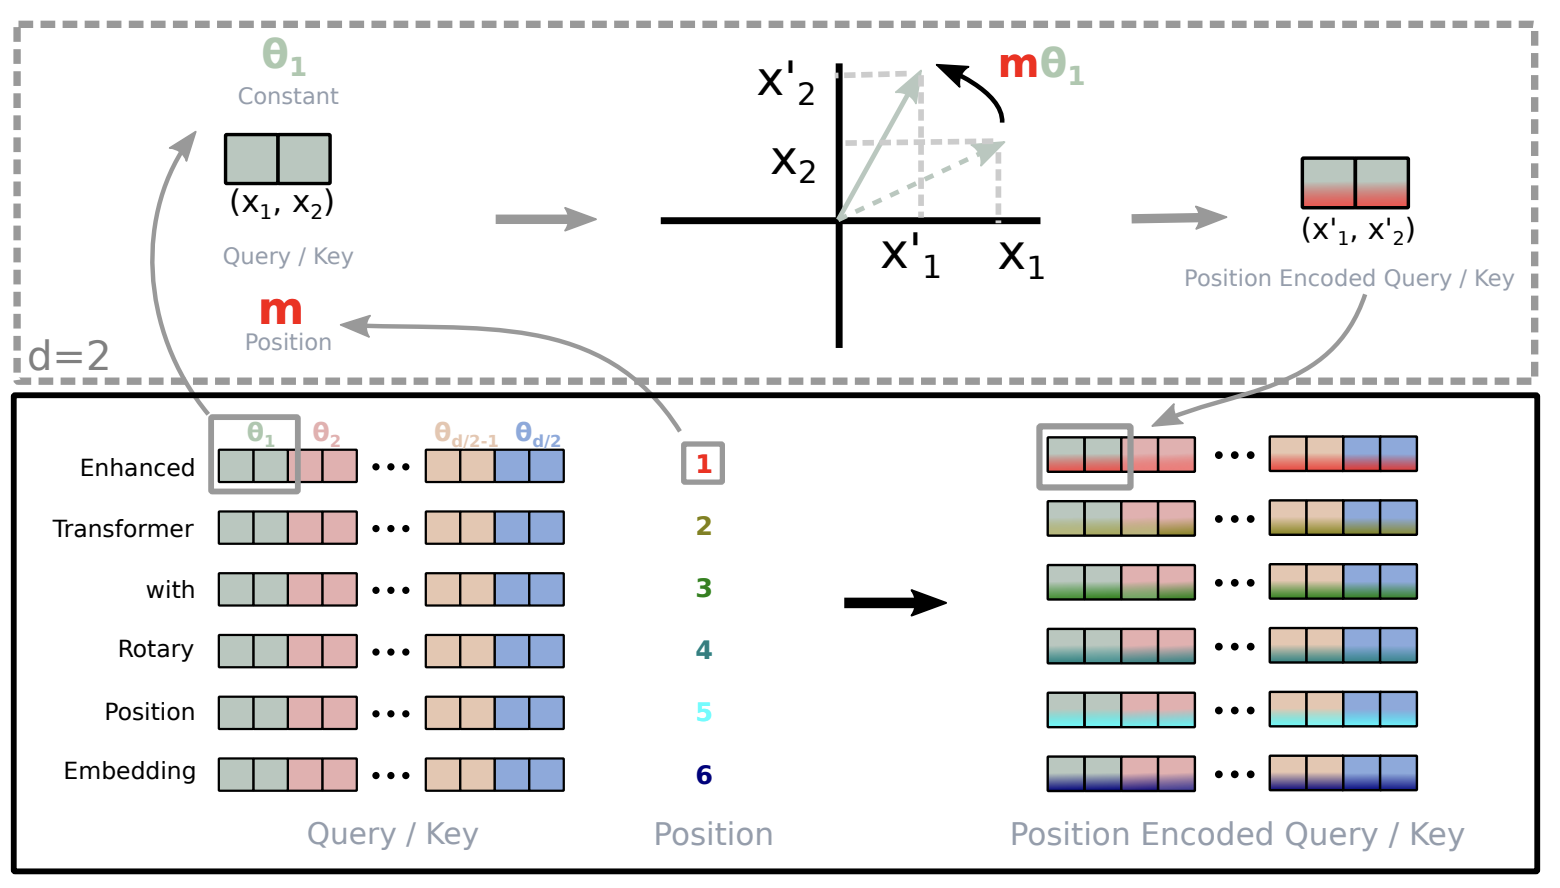 θ₁
Constant
(x₁, x₂)
Query / Key
m
Position
d=2
x'₂
x₂
x'₁
x₁
mθ₁
(x'₁, x'₂)
Position Encoded Query / Key
θ₁ θ₂ θd/2-1 θd/2
Enhanced ••• 1 •••
Transformer ••• 2 •••
with ••• 3 •••
Rotary ••• 4 •••
Position ••• 5 •••
Embedding ••• 6 •••
Query / Key Position Position Encoded Query / Key